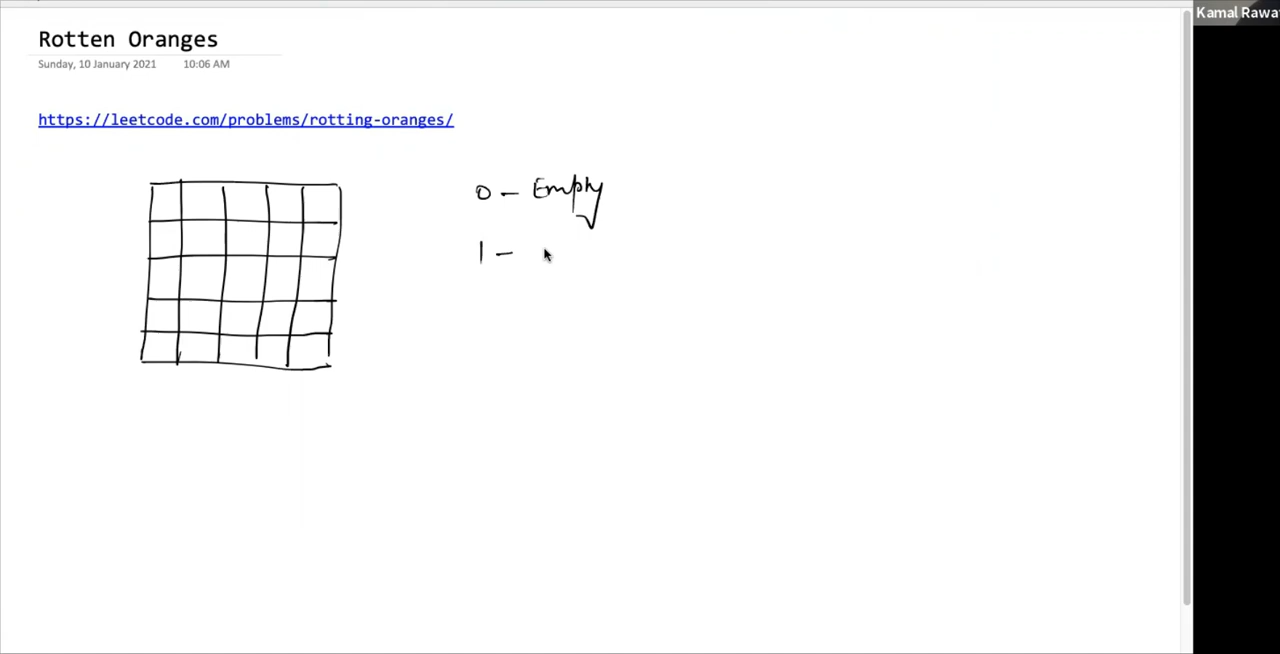 Kamal Rawa
Rotten Oranges
Sunday, 10 January 2021 10:06 AM
https://leetcode.com/problems/rotting-oranges/
0 - Empty
1 -